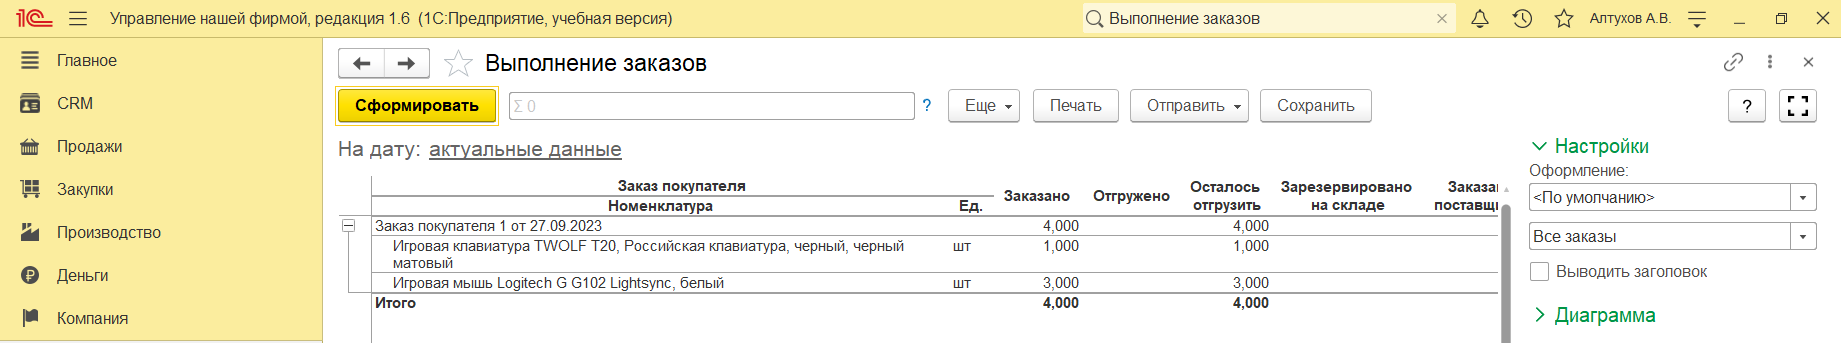 1С Управление нашей фирмой, редакция 1.6 (1С:Предприятие, учебная версия) Выполнение заказов Алтухов А.В.
Главное
CRM
Продажи
Закупки
Производство
Деньги
Компания
Выполнение заказов
Сформировать Σ 0 ? Еще Печать Отправить Сохранить ?
На дату: актуальные данные
Заказ покупателя Заказано Отгружено Осталось отгрузить Зарезервировано на складе Заказа поставщи
Номенклатура Ед.
Заказ покупателя 1 от 27.09.2023 4,000 4,000
Игровая клавиатура TWOLF T20, Российская клавиатура, черный, черный шт 1,000 1,000
матовый
Игровая мышь Logitech G G102 Lightsync, белый шт 3,000 3,000
Итого 4,000 4,000
Настройки
Оформление:
<По умолчанию>
Все заказы
Выводить заголовок
Диаграмма